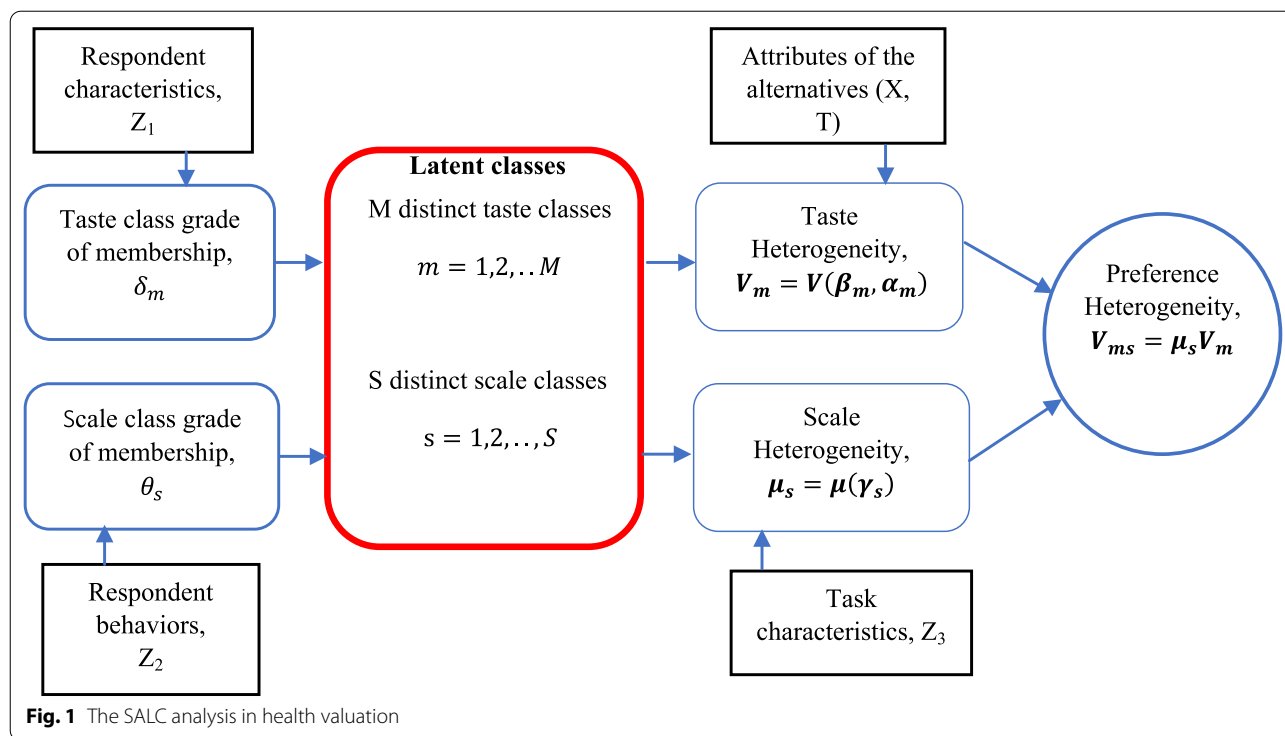 Respondent
characteristics,
Z₁
Attributes of the
alternatives (X,
T)
Taste class grade
of membership,
δₘ
Latent classes
M distinct taste classes
m = 1,2,..M
S distinct scale classes
s = 1,2,..,S
Taste
Heterogeneity,
Vₘ = V(βₘ, αₘ)
Preference
Heterogeneity,
Vₘₛ = μₛVₘ
Scale class grade
of membership,
θₛ
Scale
Heterogeneity,
μₛ = μ(γₛ)
Respondent
behaviors,
Z₂
Task
characteristics, Z₃
Fig. 1 The SALC analysis in health valuation